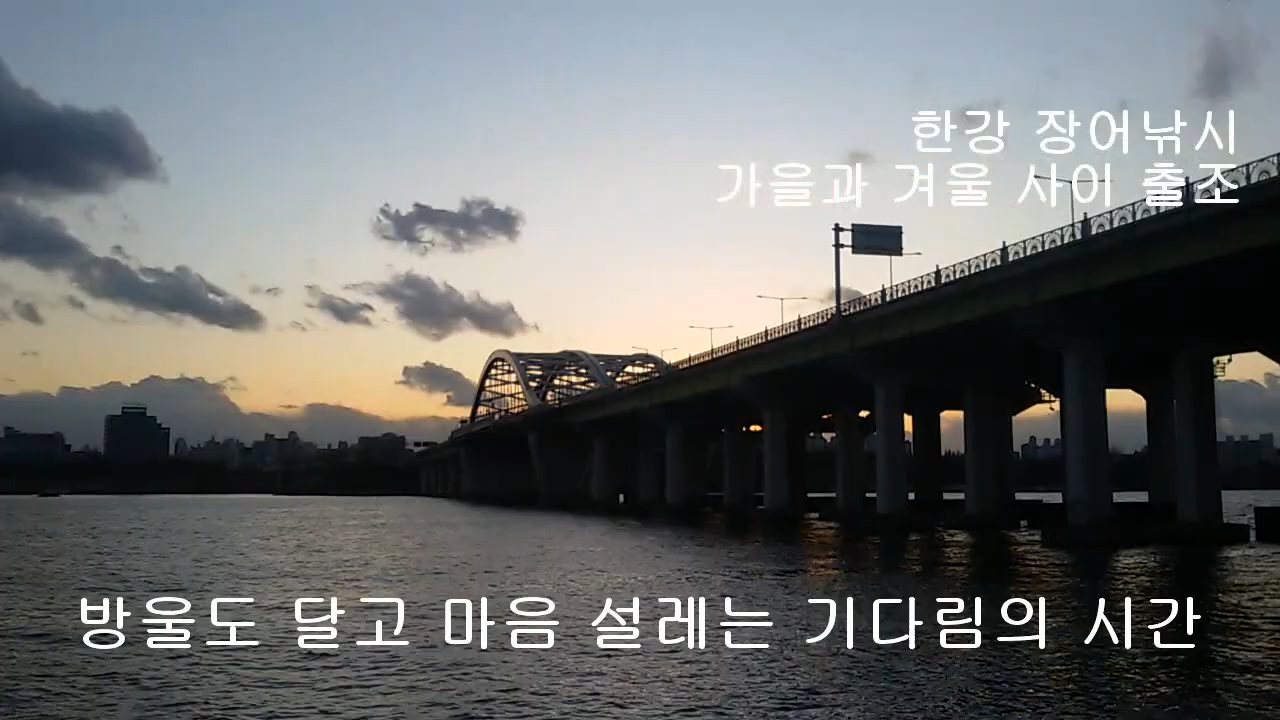 한강 장어낚시
가을과 겨울 사이 출조
방울도 달고 마음 설레는 기다림의 시간